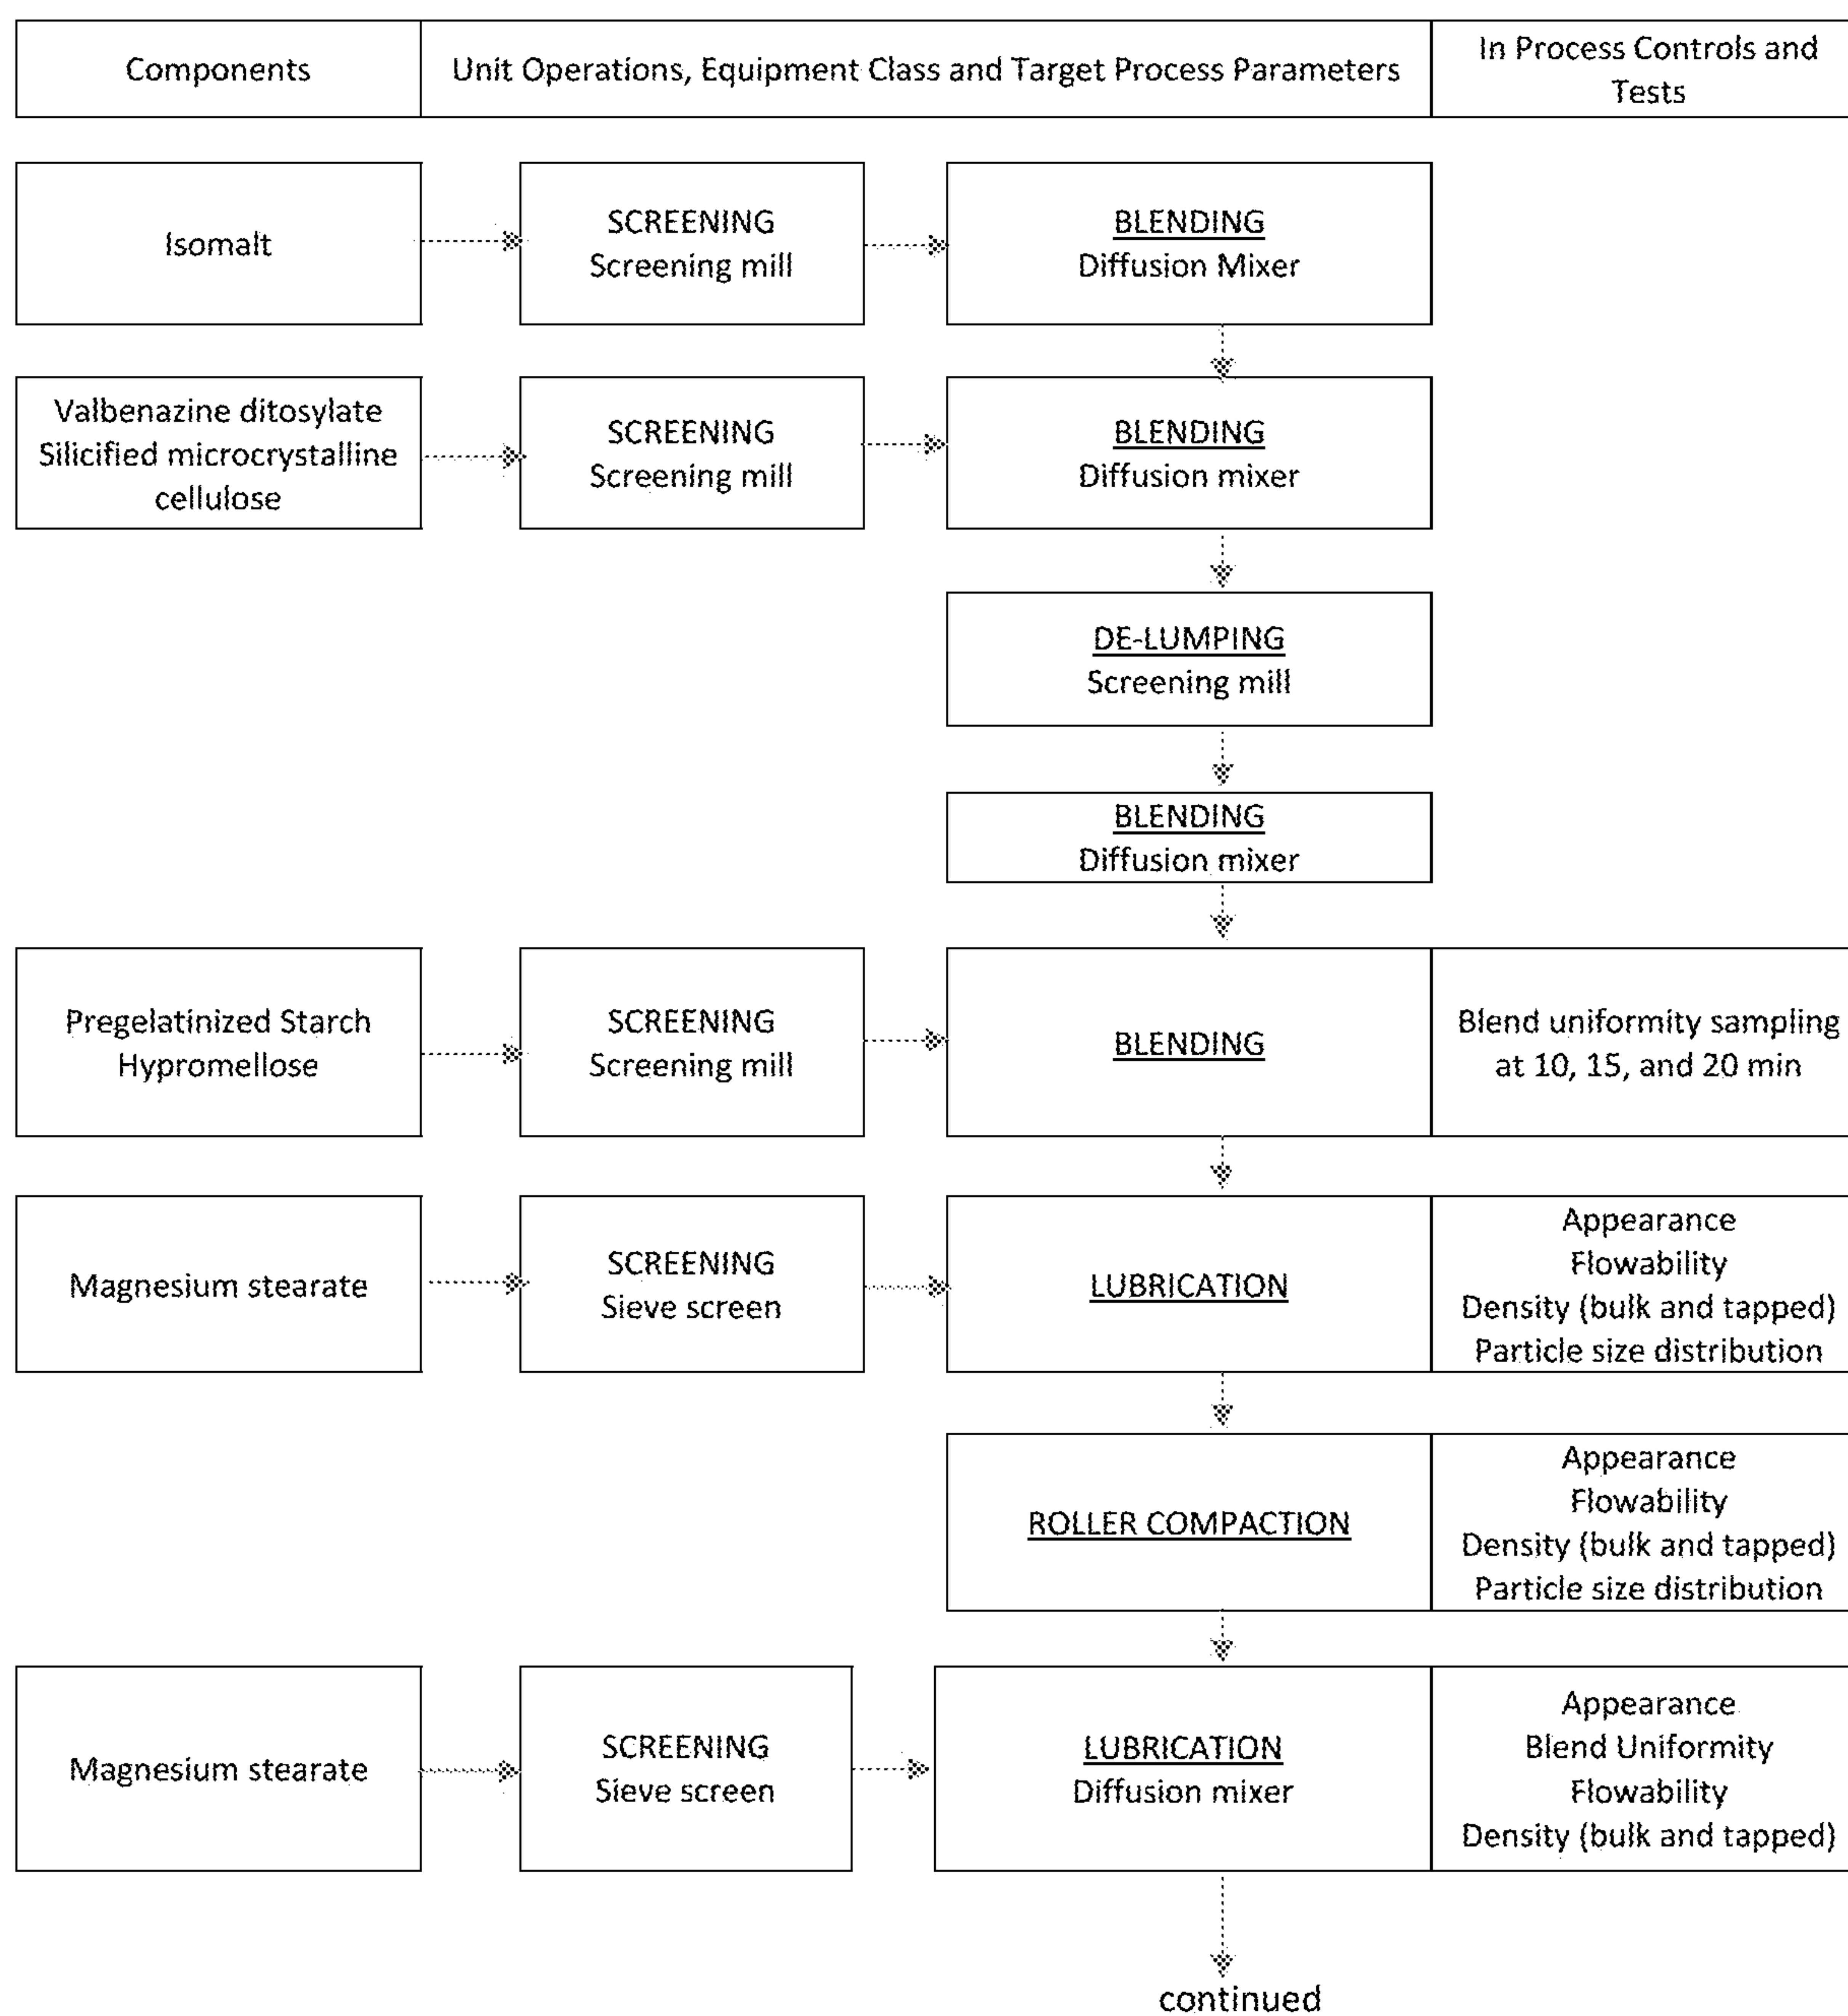 Components
Unit Operations, Equipment Class and Target Process Parameters
In Process Controls and
Tests
Isomalt
SCREENING
Screening mill
BLENDING
Diffusion Mixer
Valbenazine ditosylate
Silicified microcrystalline
cellulose
SCREENING
Screening mill
BLENDING
Diffusion mixer
DE-LUMPING
Screening mill
BLENDING
Diffusion mixer
Pregelatinized Starch
Hypromellose
SCREENING
Screening mill
BLENDING
Blend uniformity sampling
at 10, 15, and 20 min
Magnesium stearate
SCREENING
Sieve screen
LUBRICATION
Appearance
Flowability
Density (bulk and tapped)
Particle size distribution
ROLLER COMPACTION
Appearance
Flowability
Density (bulk and tapped)
Particle size distribution
Magnesium stearate
SCREENING
Sieve screen
LUBRICATION
Diffusion mixer
Appearance
Blend Uniformity
Flowability
Density (bulk and tapped)
continued